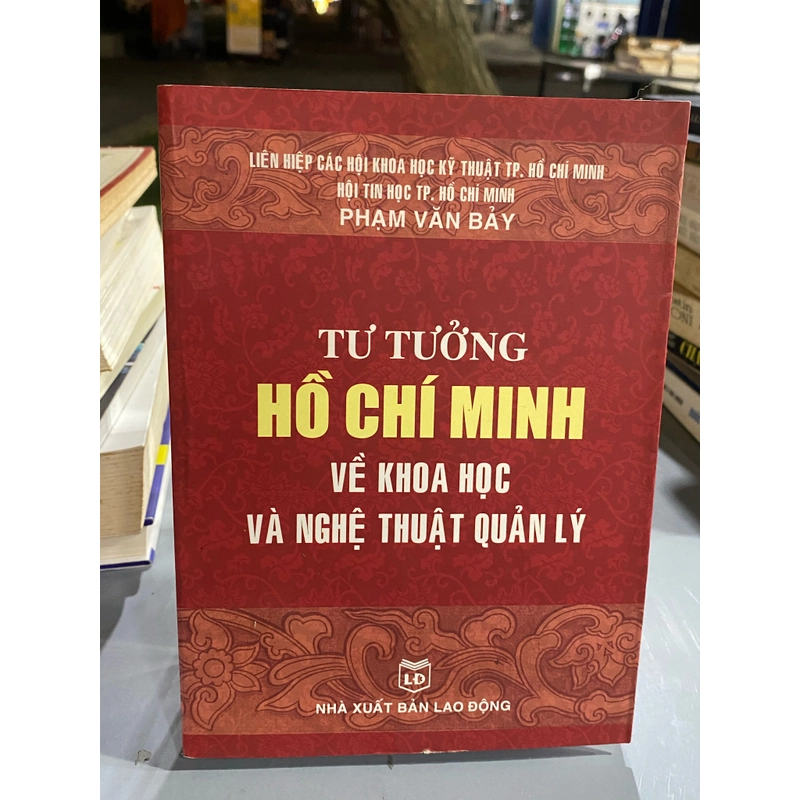 LIÊN HIỆP CÁC HỘI KHOA HỌC KỸ THUẬT TP. HỒ CHÍ MINH
HỘI TIN HỌC TP. HỒ CHÍ MINH
PHẠM VĂN BẢY
TƯ TƯỞNG
HỒ CHÍ MINH
VỀ KHOA HỌC
VÀ NGHỆ THUẬT QUẢN LÝ
LĐ
NHÀ XUẤT BẢN LAO ĐỘNG